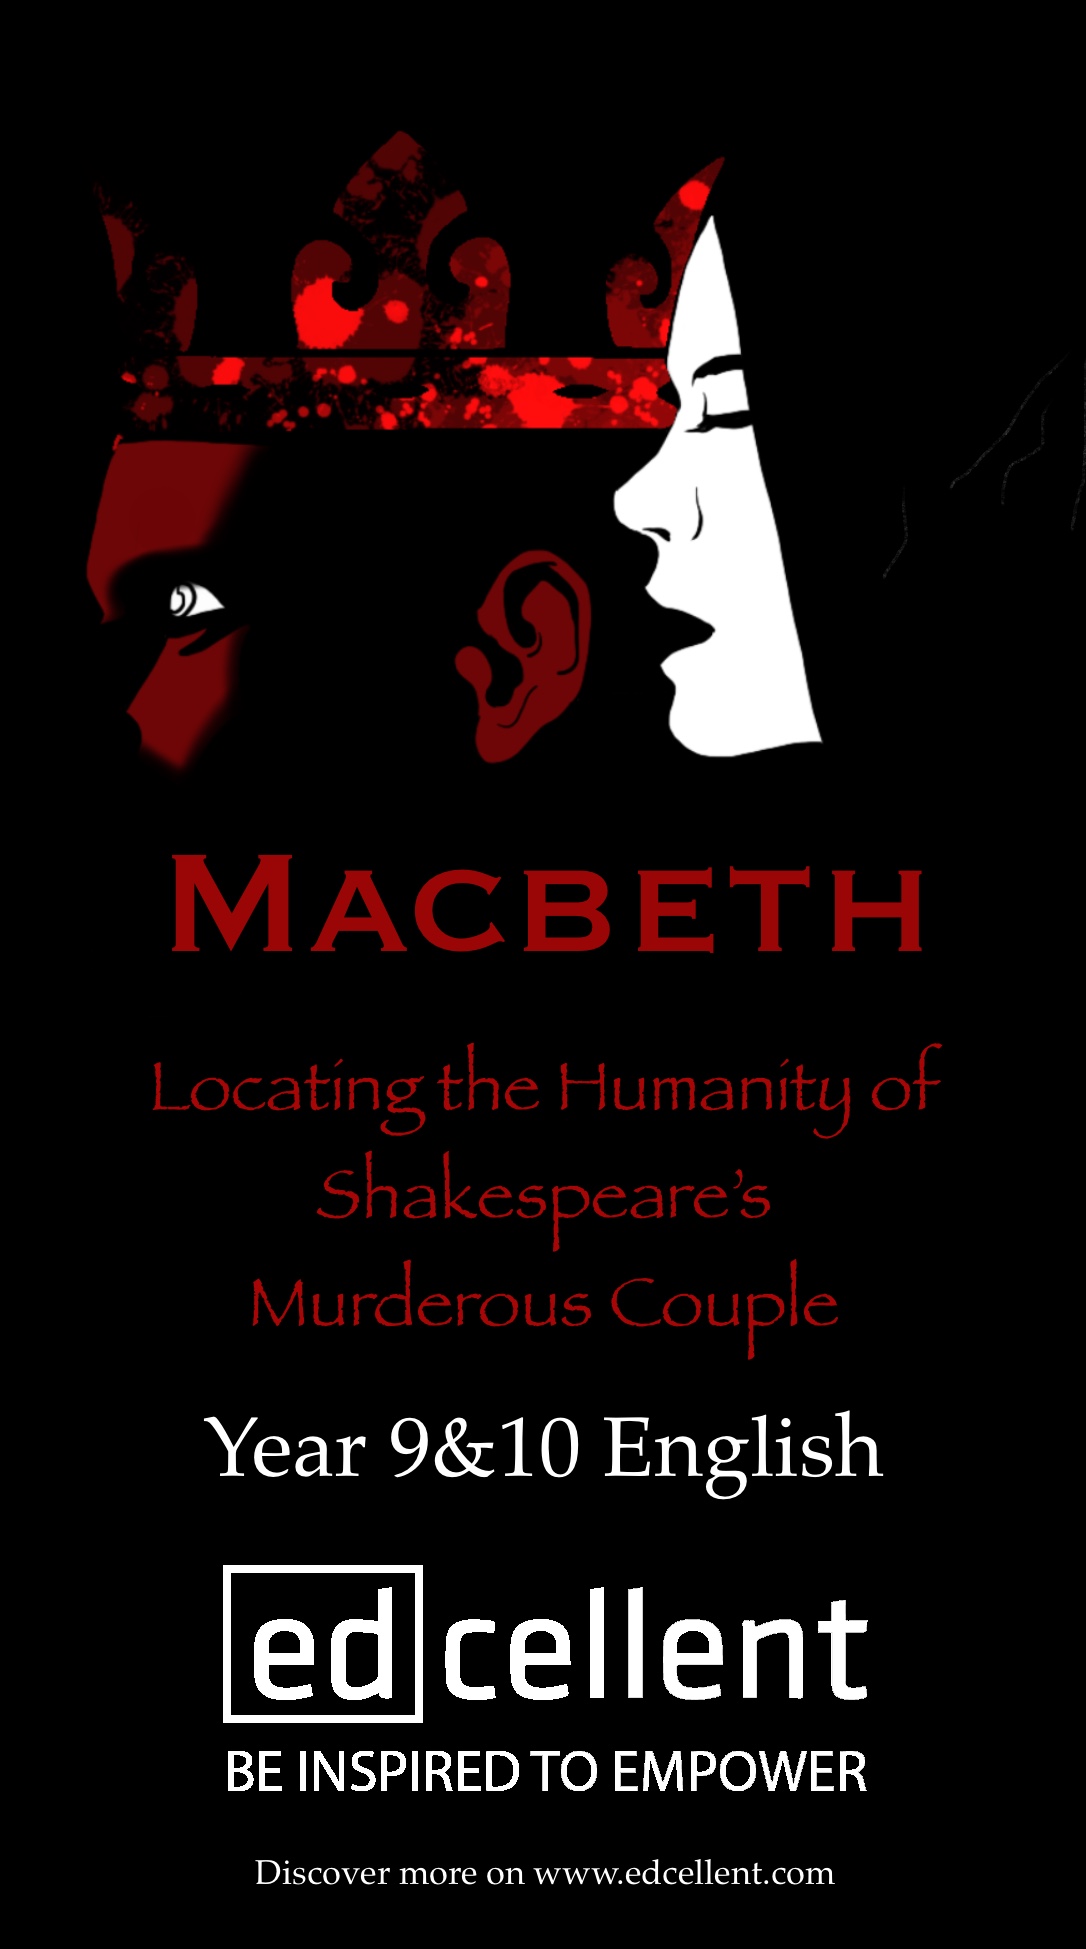 MACBETH
Locating the Humanity of
Shakespeare's
Murderous Couple
Year 9&10 English
edcellent
BE INSPIRED TO EMPOWER
Discover more on www.edcellent.com